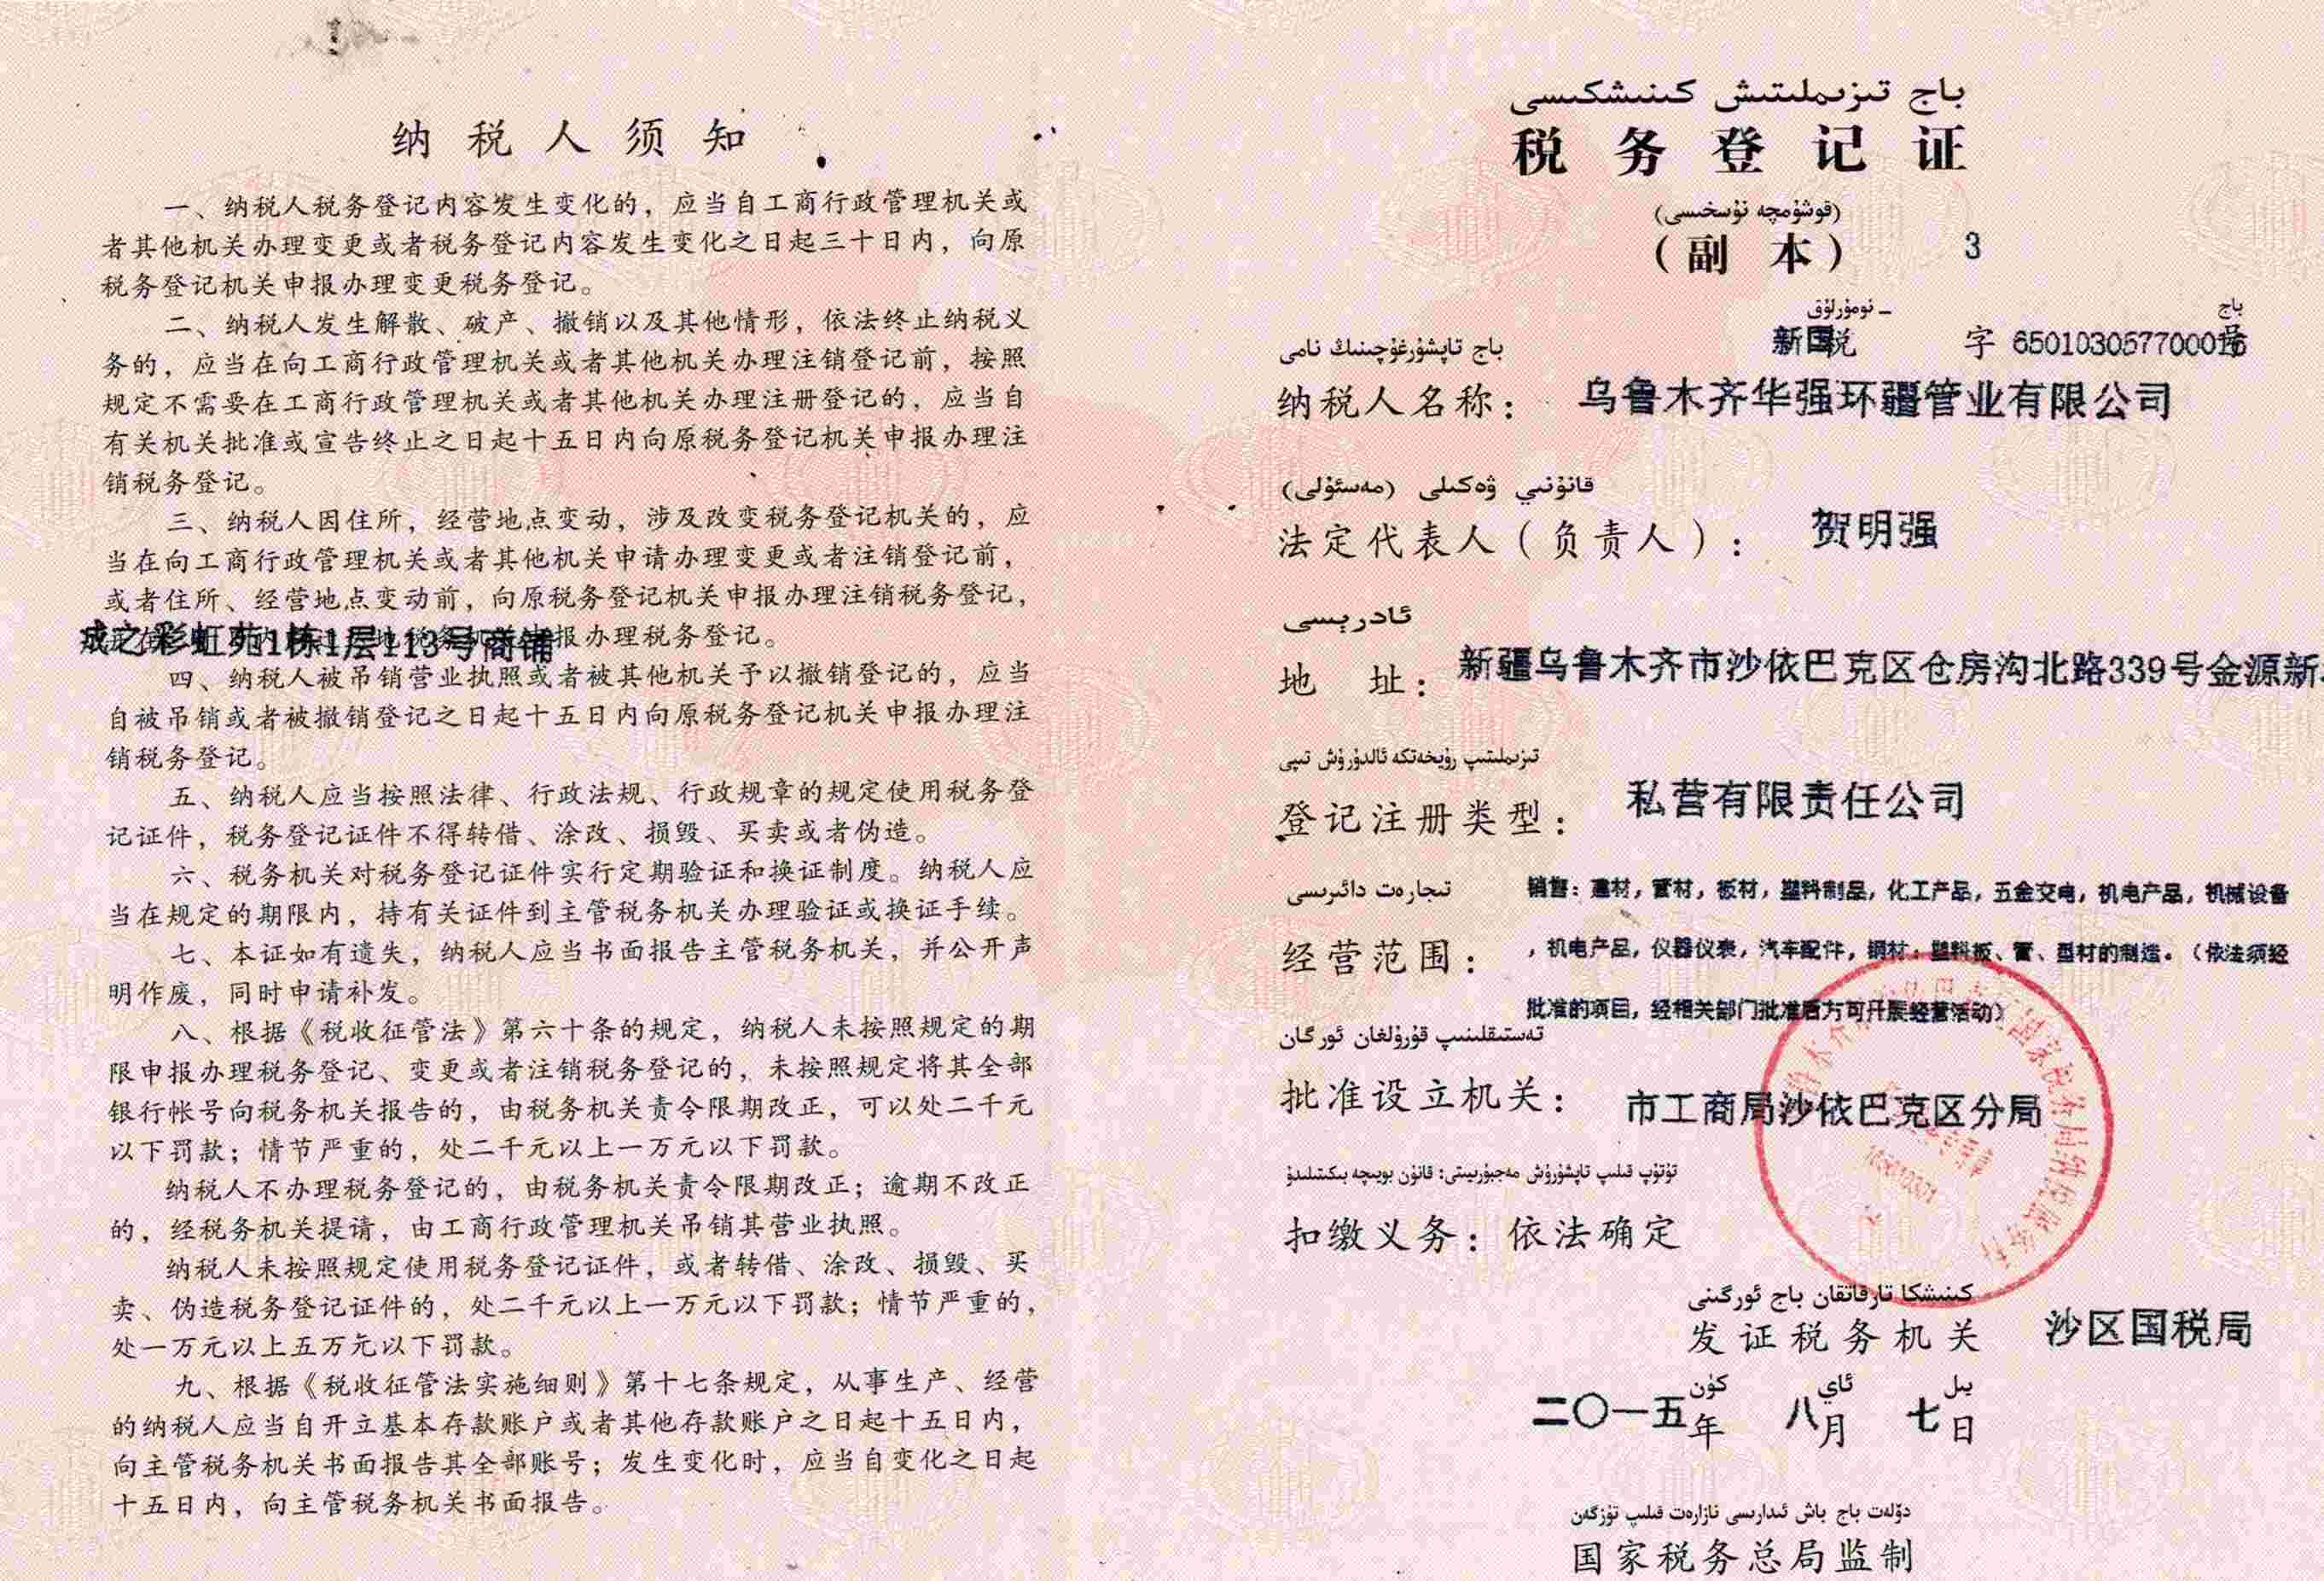 纳税人须知
一、纳税人税务登记内容发生变化的，应当自工商行政管理机关或
者其他机关办理变更或者税务登记内容发生变化之日起三十日内，向原
税务登记机关申报办理变更税务登记。
二、纳税人发生解散、破产、撤销以及其他情形，依法终止纳税义
务的，应当在向工商行政管理机关或者其他机关办理注销登记前，按照
规定不需要在工商行政管理机关或者其他机关办理注册登记的，应当自
有关机关批准或宣告终止之日起十五日内向原税务登记机关申报办理注
销税务登记。
三、纳税人因住所，经营地点变动，涉及改变税务登记机关的，应
当在向工商行政管理机关或者其他机关申请办理变更或者注销登记前，
或者住所、经营地点变动前，向原税务登记机关申报办理注销税务登记，
报办理税务登记。
成之彩虹苑1栋1层113号商铺
四、纳税人被吊销营业执照或者被其他机关予以撤销登记的，应当
自被吊销或者被撤销登记之日起十五日内向原税务登记机关申报办理注
销税务登记。
五、纳税人应当按照法律、行政法规、行政规章的规定使用税务登
记证件，税务登记证件不得转借、涂改、损毁、买卖或者伪造。
六、税务机关对税务登记证件实行定期验证和换证制度。纳税人应
当在规定的期限内，持有关证件到主管税务机关办理验证或换证手续。
七、本证如有遗失，纳税人应当书面报告主管税务机关，并公开声
明作废，同时申请补发。
八、根据《税收征管法》第六十条的规定，纳税人未按照规定的期
限申报办理税务登记、变更或者注销税务登记的，未按照规定将其全部
银行帐号向税务机关报告的，由税务机关责令限期改正，可以处二千元
以下罚款；情节严重的，处二千元以上一万元以下罚款。
纳税人不办理税务登记的，由税务机关责令限期改正；逾期不改正
的，经税务机关提请，由工商行政管理机关吊销其营业执照。
纳税人未按照规定使用税务登记证件，或者转借、涂改、损毁、买
卖、伪造税务登记证件的，处二千元以上一万元以下罚款；情节严重的，
处一万元以上五万元以下罚款。
九、根据《税收征管法实施细则》第十七条规定，从事生产、经营
的纳税人应当自开立基本存款账户或者其他存款账户之日起十五日内，
向主管税务机关书面报告其全部账号；发生变化时，应当自变化之日起
十五日内，向主管税务机关书面报告。
باج تىزىملىتىش كىنىشكىسى
税务登记证
(قوشۇمچە نۇسخىسى)
（副本） 3
باج ـ نومۇرلۇق
新国税 字 650103057700016号
باج تاپشۇرغۇچىنىڭ نامى
纳税人名称： 乌鲁木齐华强环疆管业有限公司
قانۇنىي ۋەكىلى (مەسئۇلى)
法定代表人（负责人）： 贺明强
ئادرېسى
地 址： 新疆乌鲁木齐市沙依巴克区仓房沟北路339号金源新
تىزىملىتىپ رۇيخەتكە ئالدۇرۇش تىپى
登记注册类型： 私营有限责任公司
تىجارەت دائىرىسى
销售：建材，管材，板材，塑料制品，化工产品，五金交电，机电产品，机械设备
经营范围： ，机电产品，仪器仪表，汽车配件，钢材；塑料板、管、型材的制造。（依法须经
批准的项目，经相关部门批准后方可开展经营活动）
تەستىقلىنىپ قۇرۇلغان ئورگان
批准设立机关： 市工商局沙依巴克区分局
تۇتۇپ قېلىپ تاپشۇرۇش مەجبۇرىيىتى: قانۇن بويىچە بېكىتىلىدۇ
扣缴义务：依法确定
كىنىشكا تارقاتقان باج ئورگىنى
发证税务机关 沙区国税局
يىل ئاي كۈن
二〇一五年 八月 七日
دۆلەت باج باش ئىدارىسى نازارەت قىلىپ تۈزگەن
国家税务总局监制